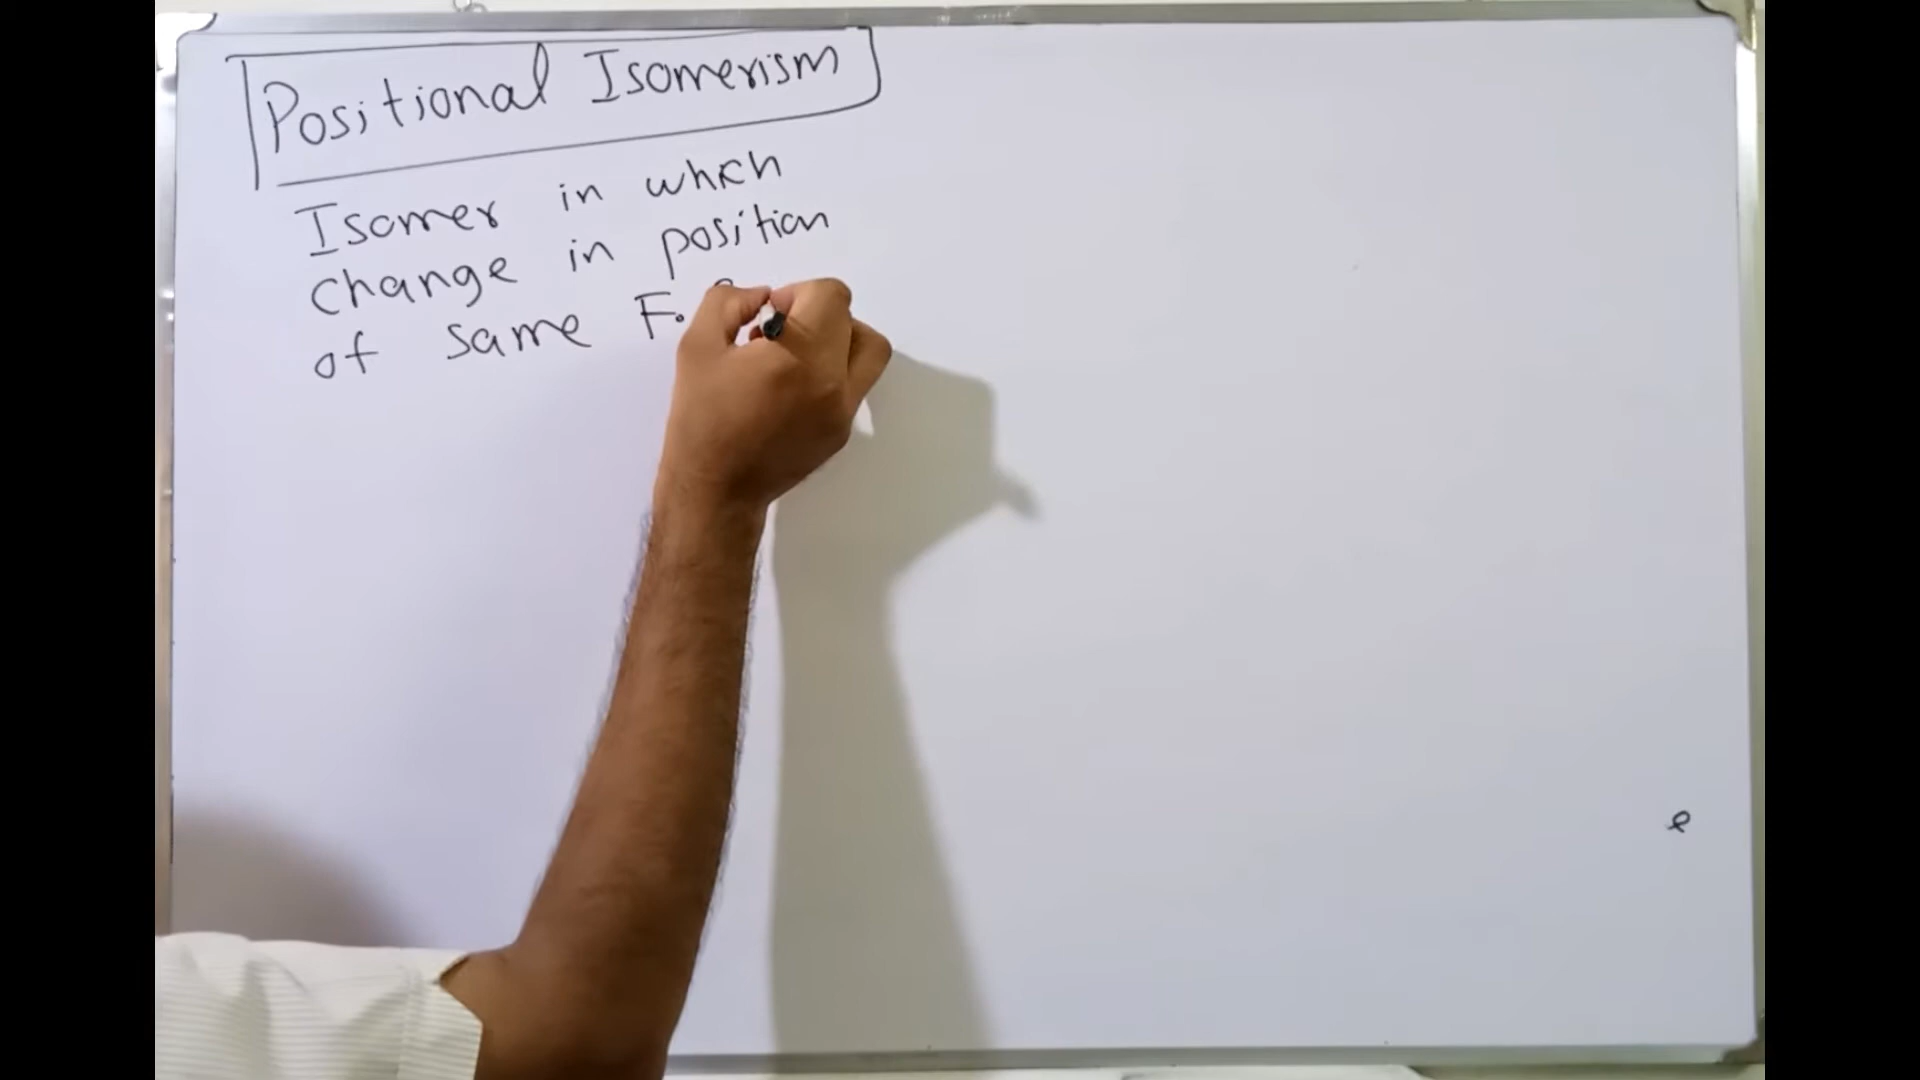 Positional Isomerism
Isomer in which
change in position
of same F.